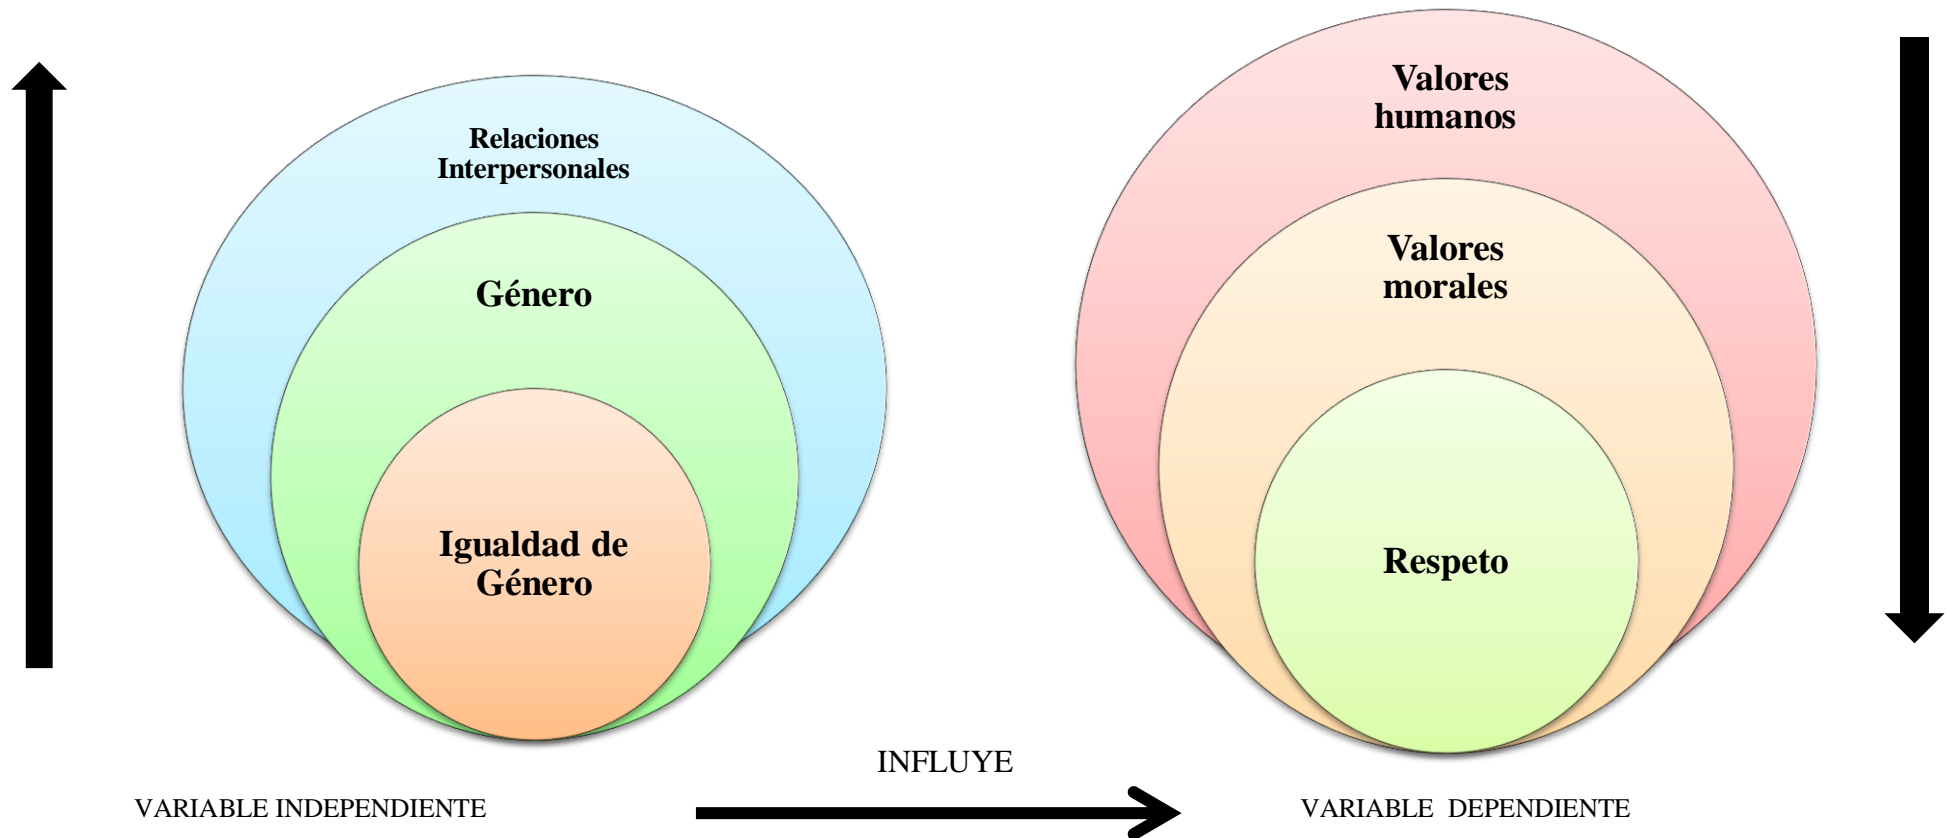 Relaciones
Interpersonales
Género
Igualdad de
Género
Valores
humanos
Valores
morales
Respeto
INFLUYE
VARIABLE INDEPENDIENTE
VARIABLE DEPENDIENTE